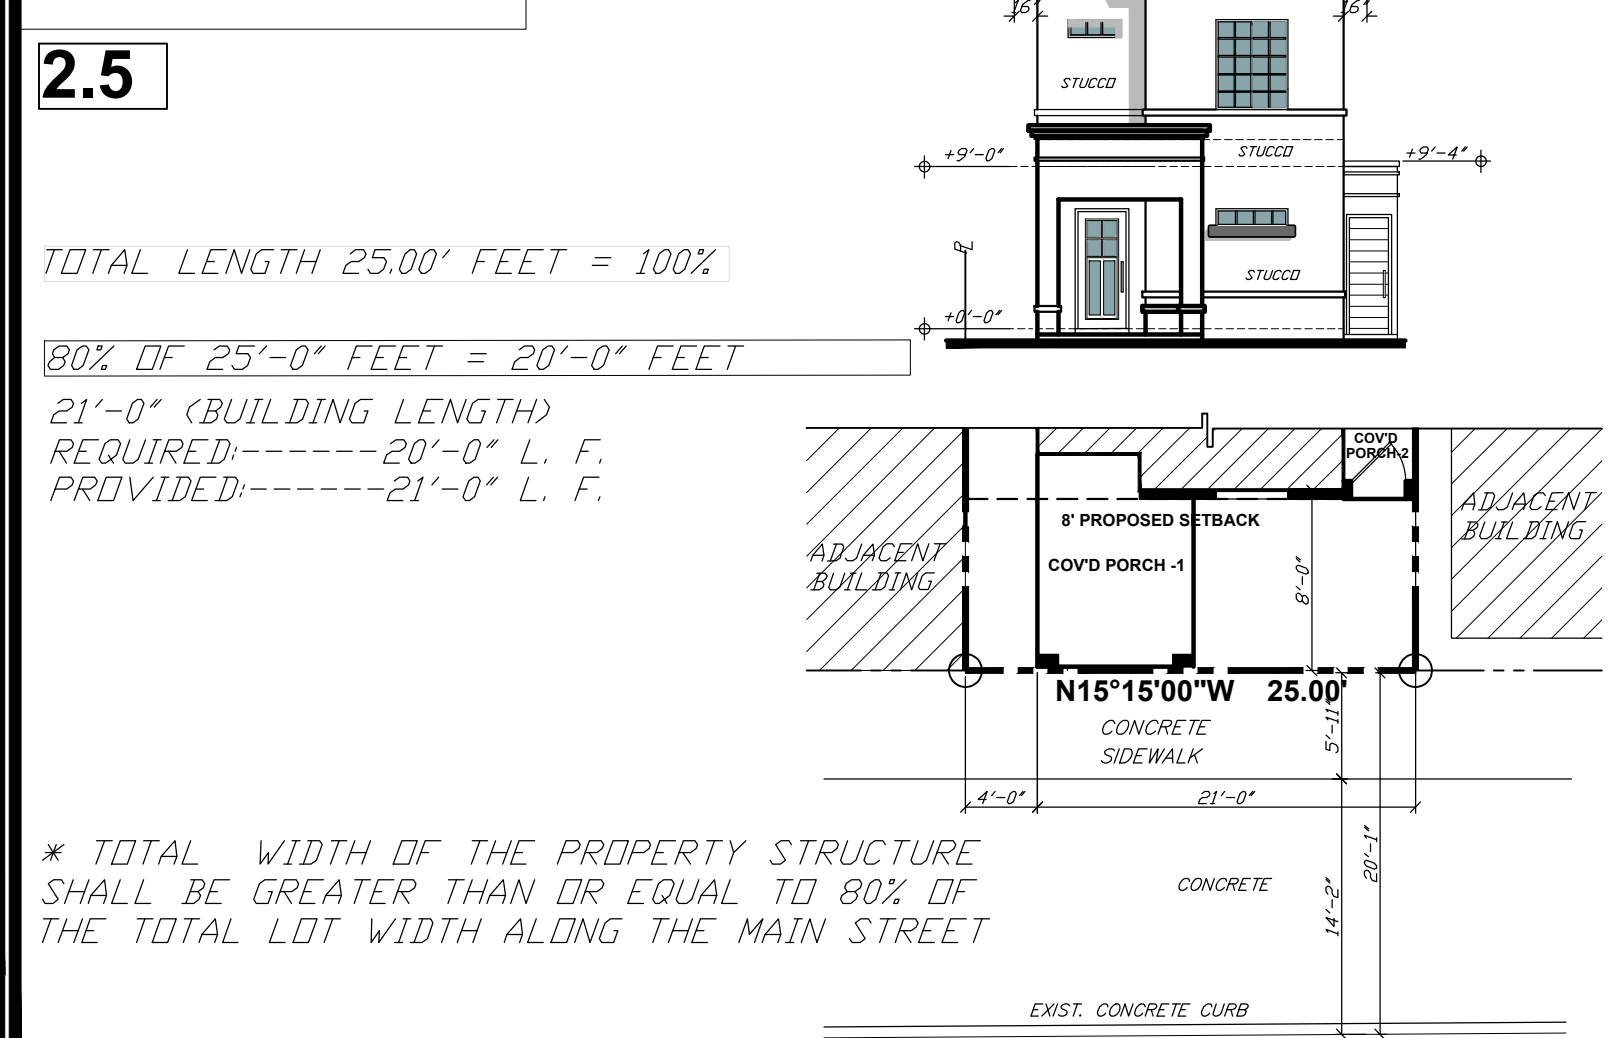 16"
16"
2.5
STUCCO
+9'-0"
STUCCO
+9'-4"
TOTAL LENGTH 25.00' FEET = 100%
STUCCO
+0'-0"
80% OF 25'-0" FEET = 20'-0" FEET
21'-0" (BUILDING LENGTH)
REQUIRED:------20'-0" L. F.
PROVIDED:------21'-0" L. F.
COV'D
PORCH-2
ADJACENT
BUILDING
8' PROPOSED SETBACK
ADJACENT
BUILDING
COV'D PORCH -1
8'-0"
N15°15'00"W 25.00'
CONCRETE
SIDEWALK
5'-11"
4'-0"
21'-0"
* TOTAL WIDTH OF THE PROPERTY STRUCTURE
SHALL BE GREATER THAN OR EQUAL TO 80% OF
THE TOTAL LOT WIDTH ALONG THE MAIN STREET
20'-1"
CONCRETE
14'-2"
EXIST. CONCRETE CURB